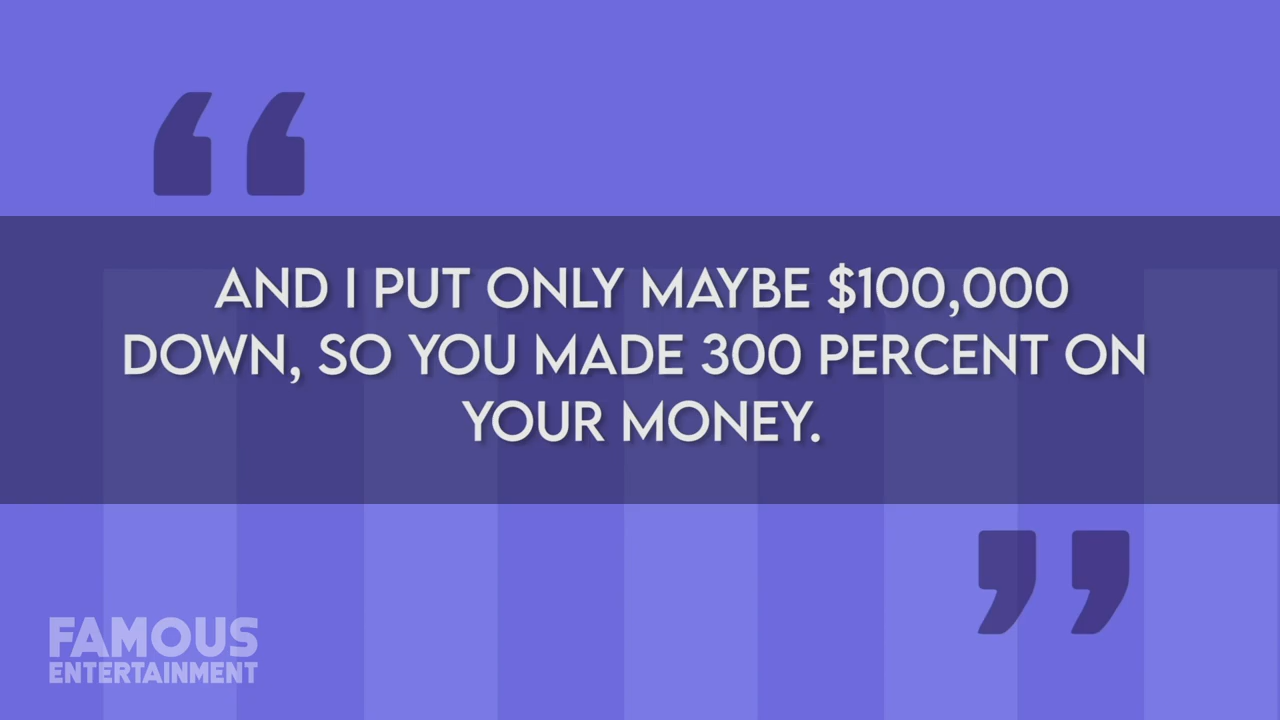 “
AND I PUT ONLY MAYBE $100,000
DOWN, SO YOU MADE 300 PERCENT ON
YOUR MONEY.
”
FAMOUS
ENTERTAINMENT